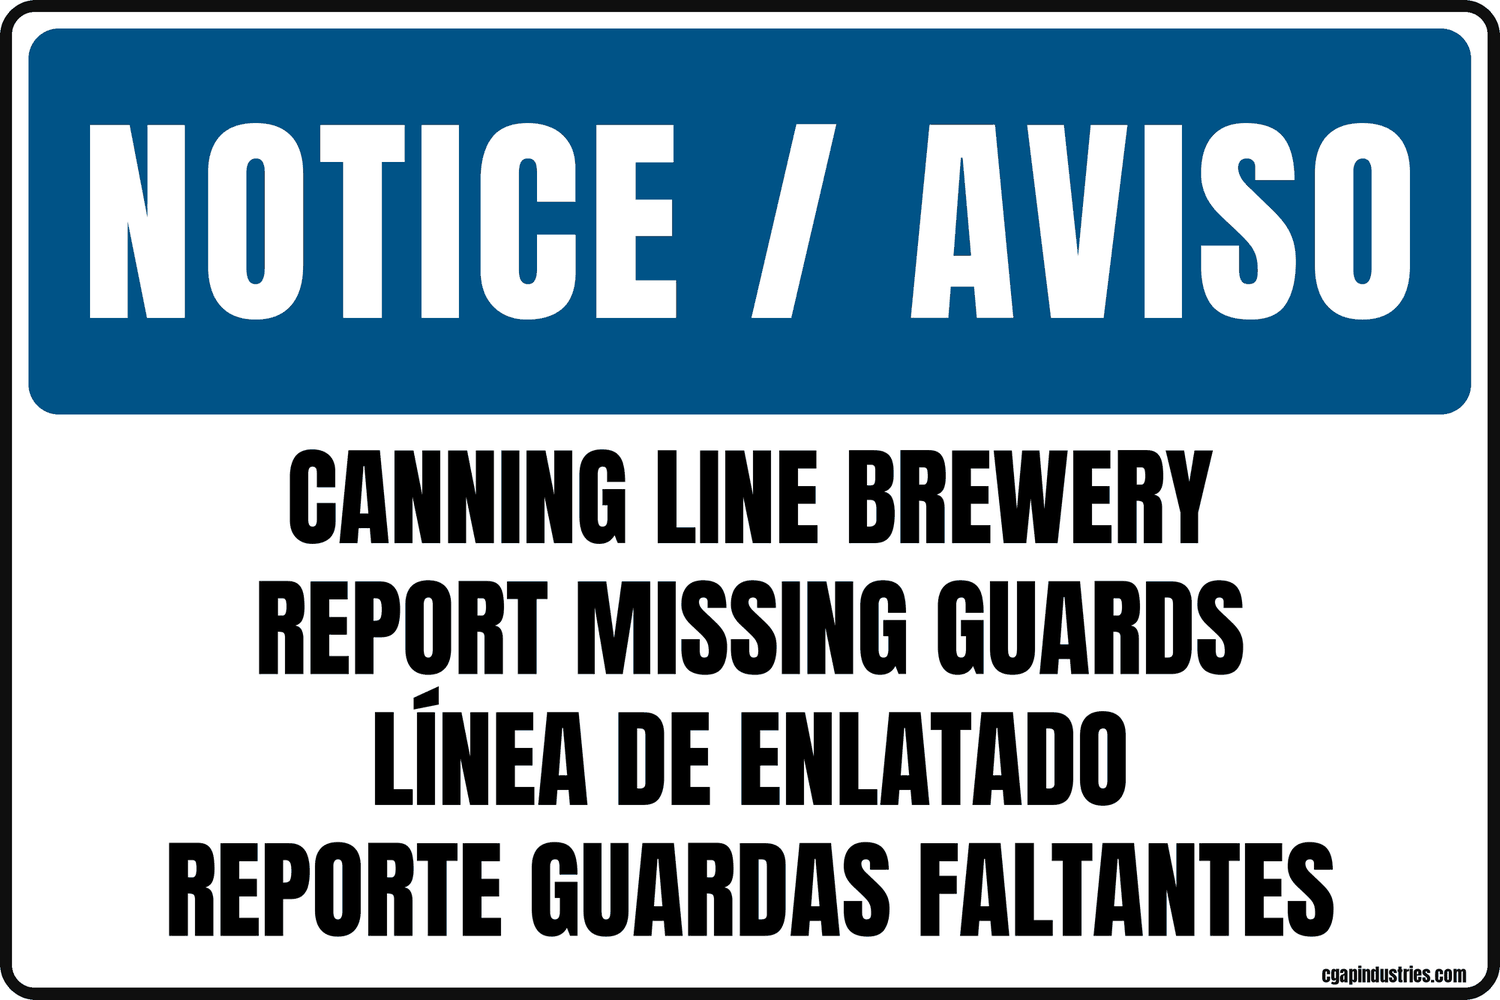 NOTICE / AVISO
CANNING LINE BREWERY
REPORT MISSING GUARDS
LÍNEA DE ENLATADO
REPORTE GUARDAS FALTANTES
cgapindustries.com